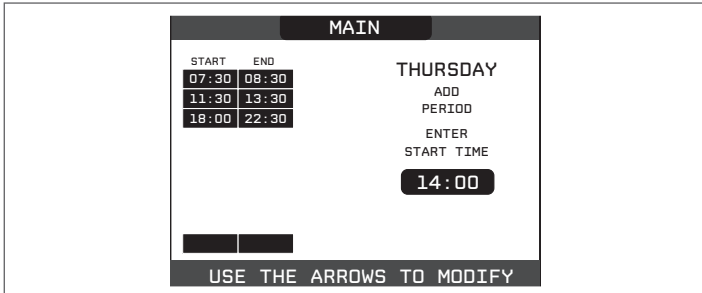 MAIN
START END
07:30 08:30
11:30 13:30
18:00 22:30
THURSDAY
ADD
PERIOD
ENTER
START TIME
14:00
USE THE ARROWS TO MODIFY